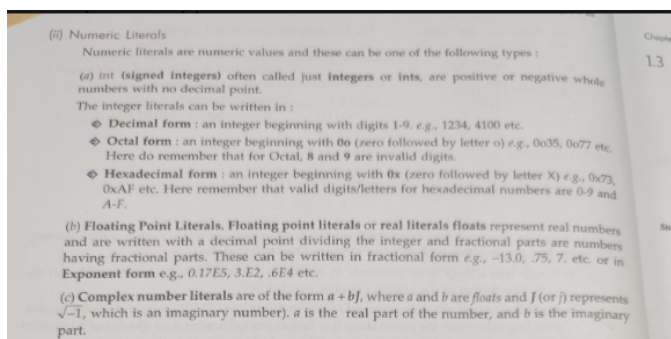 (ii) Numeric Literals
Numeric literals are numeric values and these can be one of the following types :
(a) int (signed integers) often called just integers or ints, are positive or negative whole
numbers with no decimal point.
The integer literals can be written in :
Decimal form : an integer beginning with digits 1-9. e.g., 1234, 4100 etc.
Octal form : an integer beginning with 0o (zero followed by letter o) e.g., 0o35, 0o77 etc.
Here do remember that for Octal, 8 and 9 are invalid digits.
Hexadecimal form : an integer beginning with 0x (zero followed by letter X) e.g., 0x73,
0xAF etc. Here remember that valid digits/letters for hexadecimal numbers are 0-9 and
A-F.
(b) Floating Point Literals. Floating point literals or real literals floats represent real numbers
and are written with a decimal point dividing the integer and fractional parts are numbers
having fractional parts. These can be written in fractional form e.g., –13.0, .75, 7. etc. or in
Exponent form e.g., 0.17E5, 3.E2, .6E4 etc.
(c) Complex number literals are of the form a + bJ, where a and b are floats and J (or j) represents
√–1, which is an imaginary number). a is the real part of the number, and b is the imaginary
part.
1.3